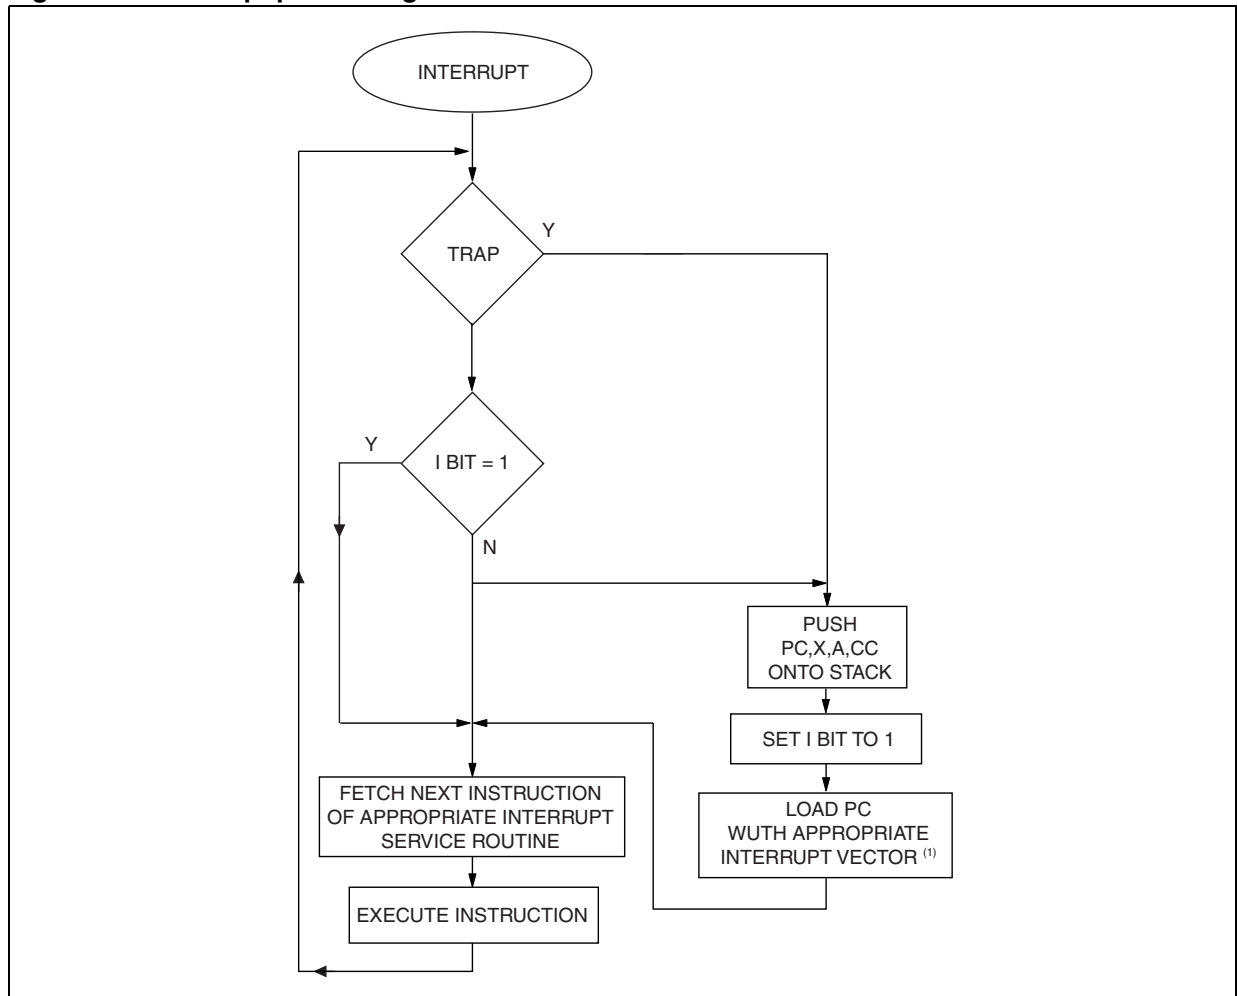 INTERRUPT
TRAP
Y
I BIT = 1
Y
N
PUSH
PC,X,A,CC
ONTO STACK
SET I BIT TO 1
LOAD PC
WUTH APPROPRIATE
INTERRUPT VECTOR (1)
FETCH NEXT INSTRUCTION
OF APPROPRIATE INTERRUPT
SERVICE ROUTINE
EXECUTE INSTRUCTION